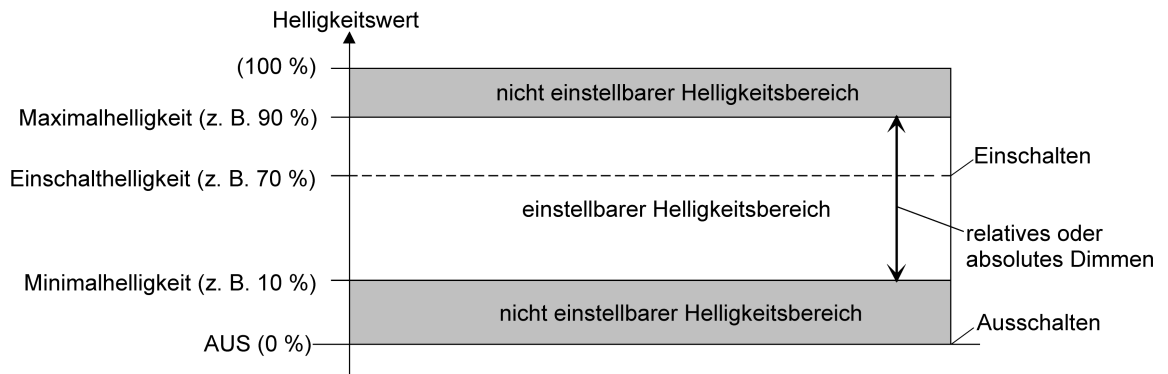 Helligkeitswert
(100 %)
nicht einstellbarer Helligkeitsbereich
Maximalhelligkeit (z. B. 90 %)
Einschalten
Einschalthelligkeit (z. B. 70 %)
einstellbarer Helligkeitsbereich
relatives oder
absolutes Dimmen
Minimalhelligkeit (z. B. 10 %)
nicht einstellbarer Helligkeitsbereich
Ausschalten
AUS (0 %)